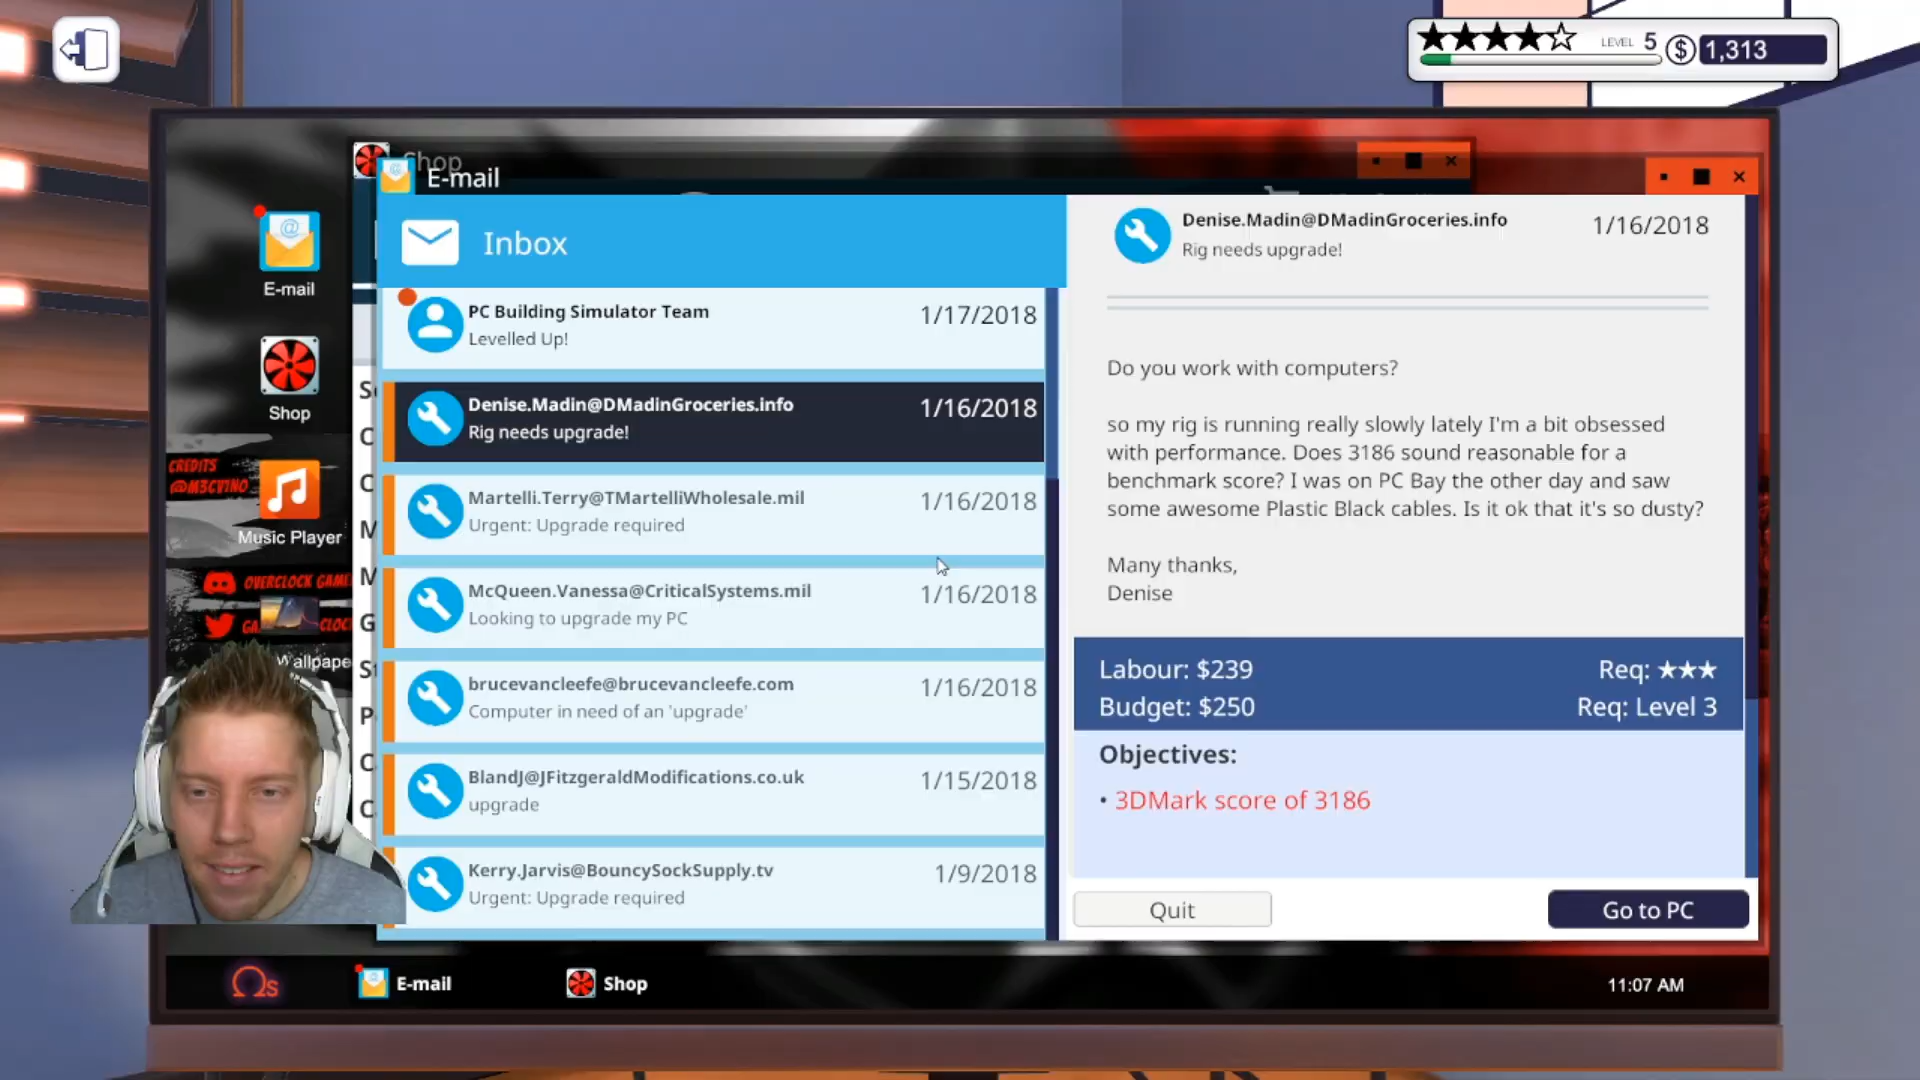 LEVEL 5 $ 1,313
Shop
E-mail
E-mail
Shop
CREDITS
@M3CVINO
Music Player
OVERCLOCK GAME
Wallpape
Inbox
PC Building Simulator Team 1/17/2018
Levelled Up!
Denise.Madin@DMadinGroceries.info 1/16/2018
Rig needs upgrade!
Martelli.Terry@TMartelliWholesale.mil 1/16/2018
Urgent: Upgrade required
McQueen.Vanessa@CriticalSystems.mil 1/16/2018
Looking to upgrade my PC
brucevancleefe@brucevancleefe.com 1/16/2018
Computer in need of an 'upgrade'
BlandJ@JFitzgeraldModifications.co.uk 1/15/2018
upgrade
Kerry.Jarvis@BouncySockSupply.tv 1/9/2018
Urgent: Upgrade required
Denise.Madin@DMadinGroceries.info 1/16/2018
Rig needs upgrade!
Do you work with computers?
so my rig is running really slowly lately I'm a bit obsessed
with performance. Does 3186 sound reasonable for a
benchmark score? I was on PC Bay the other day and saw
some awesome Plastic Black cables. Is it ok that it's so dusty?
Many thanks,
Denise
Labour: $239 Req: ★★★
Budget: $250 Req: Level 3
Objectives:
• 3DMark score of 3186
Quit Go to PC
Ωs E-mail Shop 11:07 AM